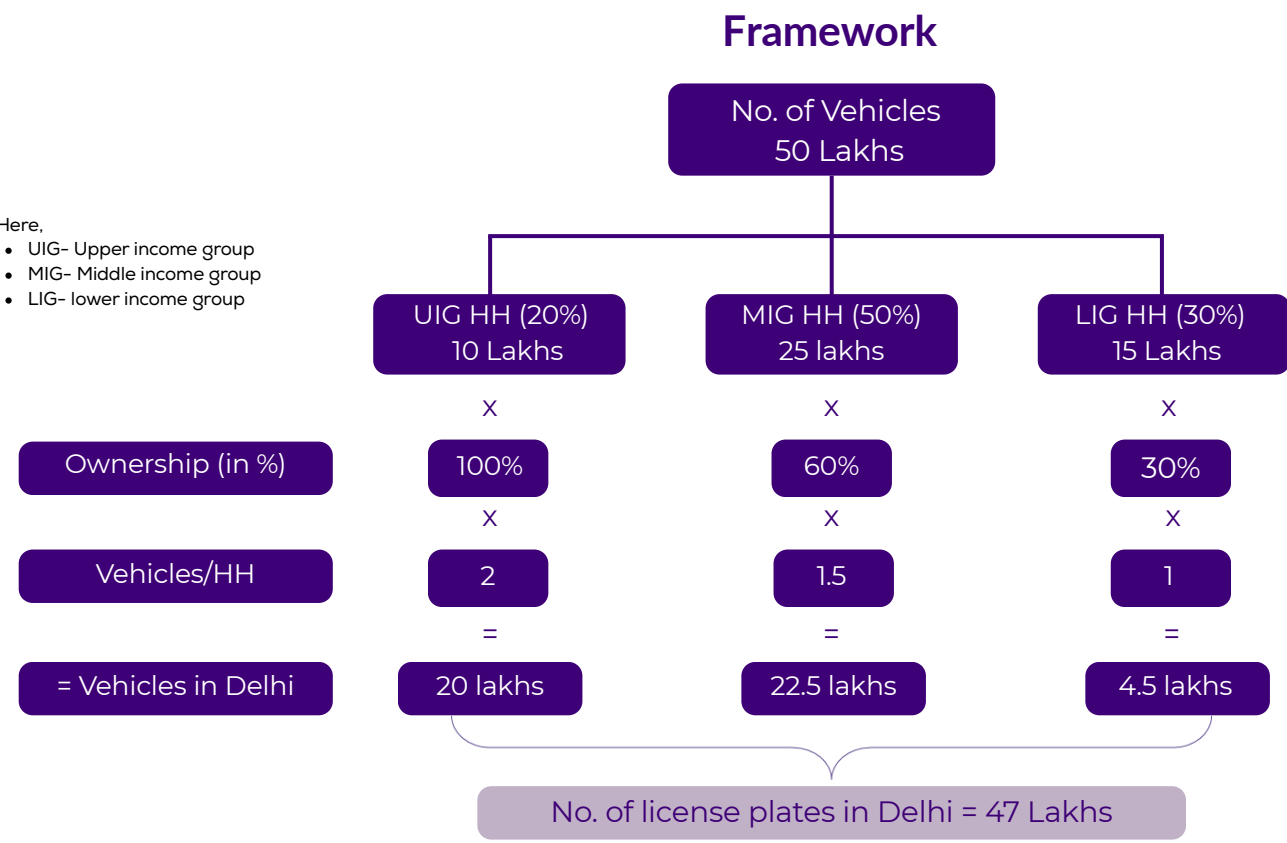 Framework
No. of Vehicles
50 Lakhs
Here,
• UIG- Upper income group
• MIG- Middle income group
• LIG- lower income group
UIG HH (20%)
10 Lakhs
MIG HH (50%)
25 lakhs
LIG HH (30%)
15 Lakhs
x x x
Ownership (in %) 100% 60% 30%
x x x
Vehicles/HH 2 1.5 1
= = =
= Vehicles in Delhi 20 lakhs 22.5 lakhs 4.5 lakhs
No. of license plates in Delhi = 47 Lakhs